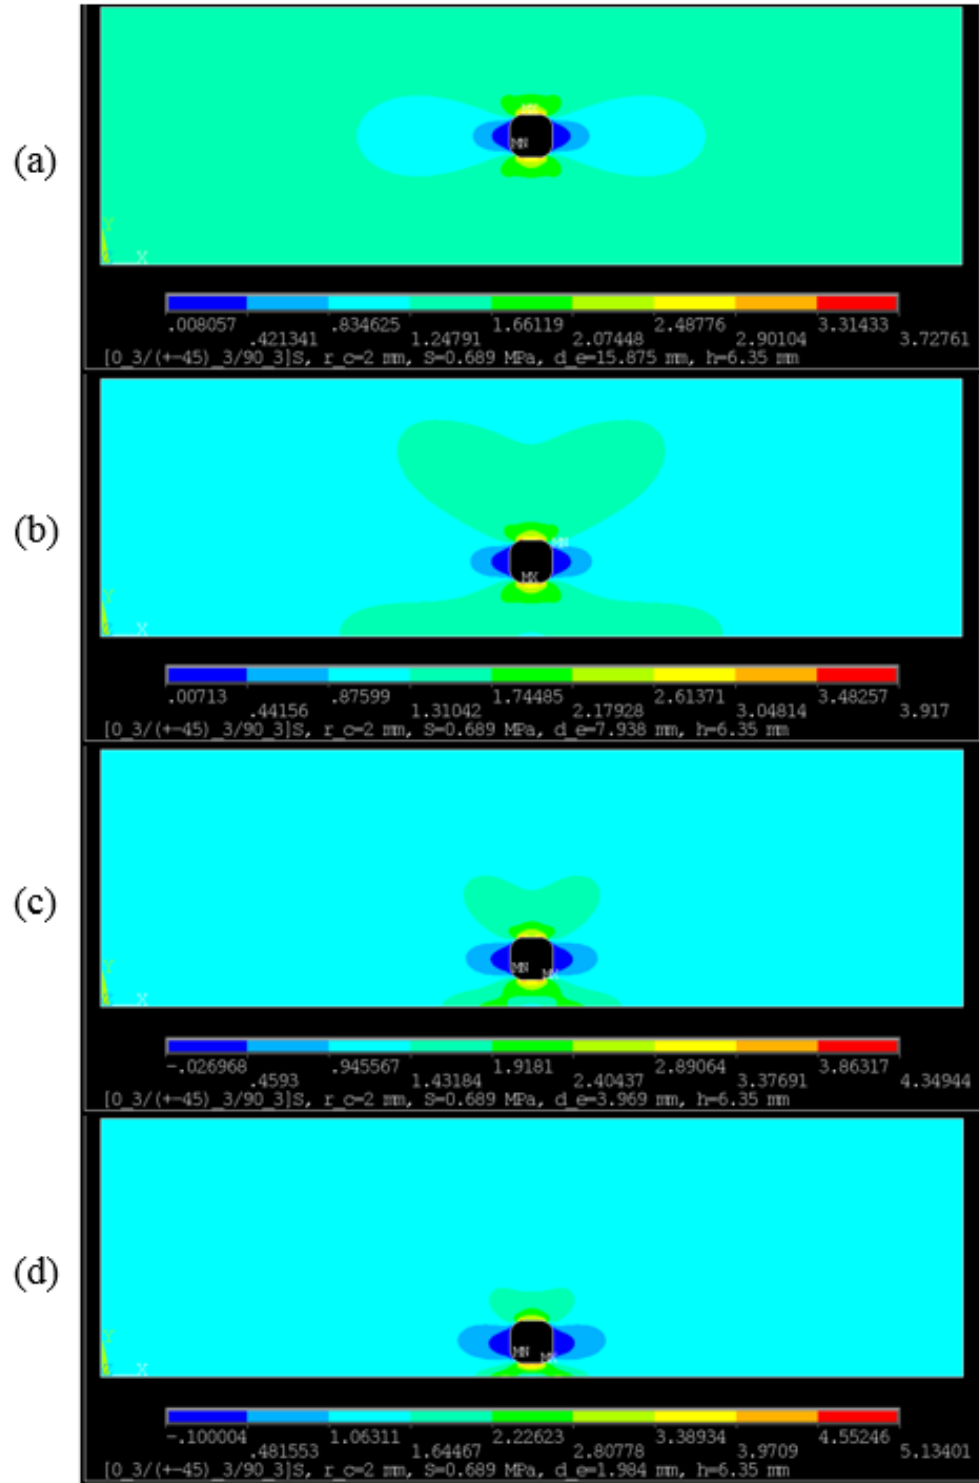 (a)
MN
Y
X
.008057 .834625 1.66119 2.48776 3.31433
.421341 1.24791 2.07448 2.90104 3.72761
[0_3/(+-45)_3/90_3]S, r_c=2 mm, S=0.689 MPa, d_e=15.875 mm, h=6.35 mm
(b)
MN
MX
Y
X
.00713 .87599 1.74485 2.61371 3.48257
.44156 1.31042 2.17928 3.04814 3.917
[0_3/(+-45)_3/90_3]S, r_c=2 mm, S=0.689 MPa, d_e=7.938 mm, h=6.35 mm
(c)
MN
Y
X
-.026968 .945567 1.9181 2.89064 3.86317
.4593 1.43184 2.40437 3.37691 4.34944
[0_3/(+-45)_3/90_3]S, r_c=2 mm, S=0.689 MPa, d_e=3.969 mm, h=6.35 mm
(d)
MN
Y
X
-.100004 1.06311 2.22623 3.38934 4.55246
.481553 1.64467 2.80778 3.9709 5.13401
[0_3/(+-45)_3/90_3]S, r_c=2 mm, S=0.689 MPa, d_e=1.984 mm, h=6.35 mm